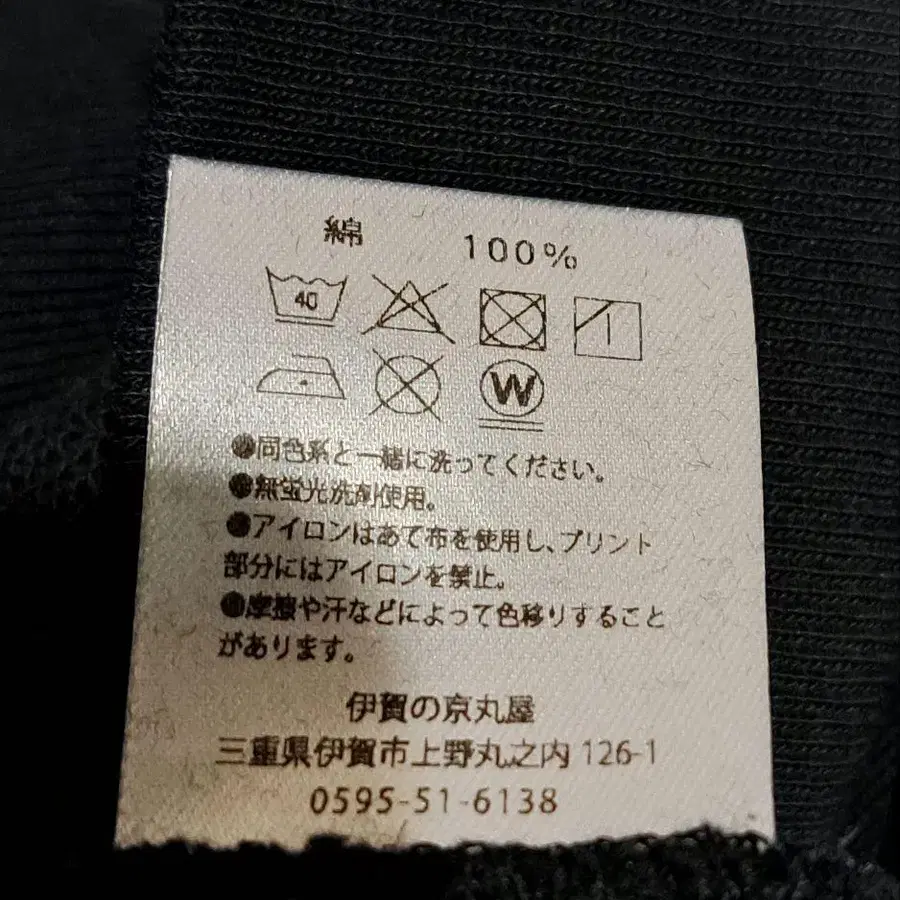 綿 100%
40
W
●同色系と一緒に洗ってください。
●無蛍光洗剤使用。
●アイロンはあて布を使用し、プリント
部分にはアイロンを禁止。
●摩擦や汗などによって色移りすること
があります。
伊賀の京丸屋
三重県伊賀市上野丸之内 126-1
0595-51-6138